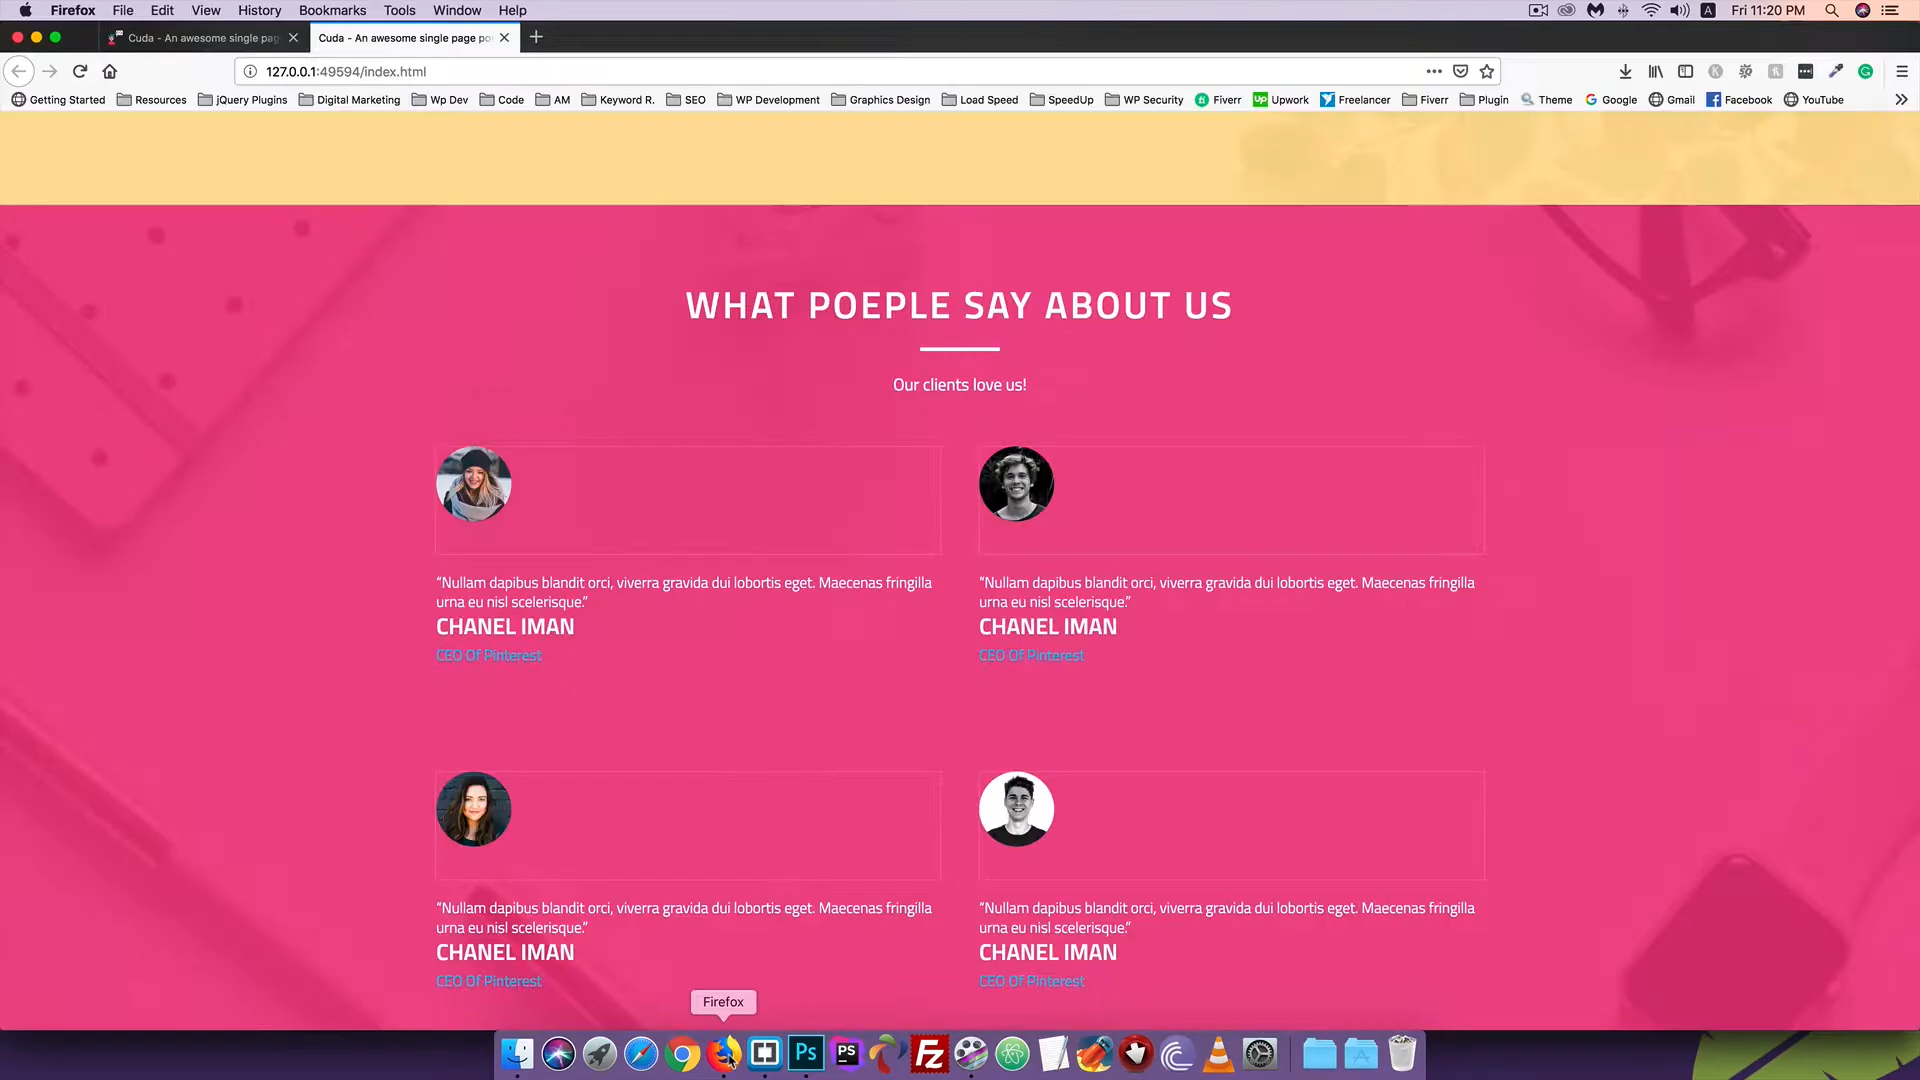 Firefox File Edit View History Bookmarks Tools Window Help
A Fri 11:20 PM
Cuda - An awesome single pag
Cuda - An awesome single page po
127.0.0.1:49594/index.html
Getting Started Resources jQuery Plugins Digital Marketing Wp Dev Code AM Keyword R. SEO WP Development Graphics Design Load Speed SpeedUp WP Security Fiverr Upwork Freelancer Fiverr Plugin Theme Google Gmail Facebook YouTube
WHAT POEPLE SAY ABOUT US
Our clients love us!
“Nullam dapibus blandit orci, viverra gravida dui lobortis eget. Maecenas fringilla
urna eu nisl scelerisque.”
CHANEL IMAN
CEO Of Pinterest
“Nullam dapibus blandit orci, viverra gravida dui lobortis eget. Maecenas fringilla
urna eu nisl scelerisque.”
CHANEL IMAN
CEO Of Pinterest
“Nullam dapibus blandit orci, viverra gravida dui lobortis eget. Maecenas fringilla
urna eu nisl scelerisque.”
CHANEL IMAN
CEO Of Pinterest
“Nullam dapibus blandit orci, viverra gravida dui lobortis eget. Maecenas fringilla
urna eu nisl scelerisque.”
CHANEL IMAN
CEO Of Pinterest
Firefox
Ps PS FZ